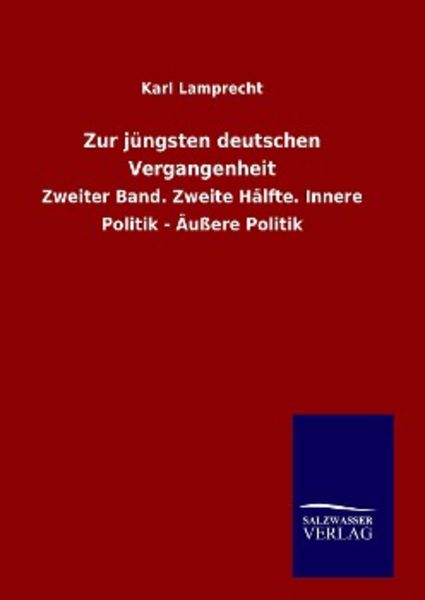 Karl Lamprecht
Zur jüngsten deutschen
Vergangenheit
Zweiter Band. Zweite Hälfte. Innere
Politik - Äußere Politik
SALZWASSER
VERLAG